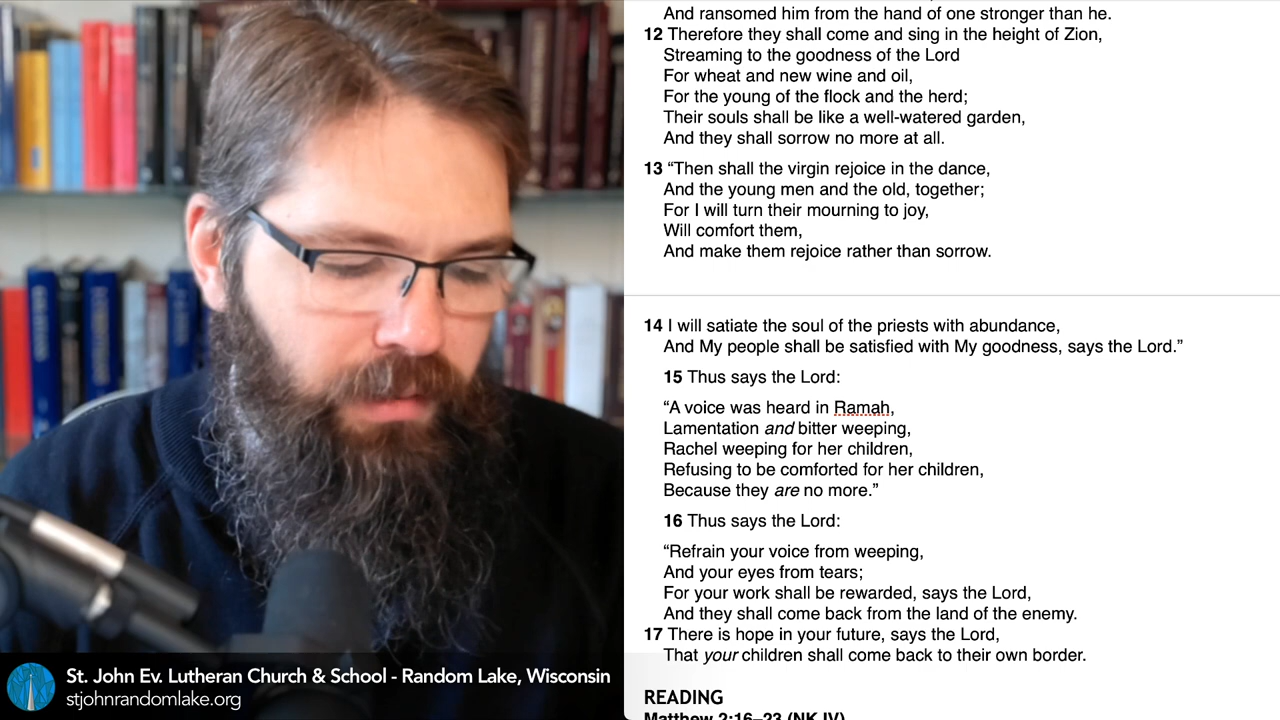 And ransomed him from the hand of one stronger than he.
12 Therefore they shall come and sing in the height of Zion,
Streaming to the goodness of the Lord
For wheat and new wine and oil,
For the young of the flock and the herd;
Their souls shall be like a well-watered garden,
And they shall sorrow no more at all.
13 “Then shall the virgin rejoice in the dance,
And the young men and the old, together;
For I will turn their mourning to joy,
Will comfort them,
And make them rejoice rather than sorrow.
14 I will satiate the soul of the priests with abundance,
And My people shall be satisfied with My goodness, says the Lord.”
15 Thus says the Lord:
“A voice was heard in Ramah,
Lamentation and bitter weeping,
Rachel weeping for her children,
Refusing to be comforted for her children,
Because they are no more.”
16 Thus says the Lord:
“Refrain your voice from weeping,
And your eyes from tears;
For your work shall be rewarded, says the Lord,
And they shall come back from the land of the enemy.
17 There is hope in your future, says the Lord,
That your children shall come back to their own border.
READING
Matthew 2:16–23 (NKJV)
St. John Ev. Lutheran Church & School - Random Lake, Wisconsin
stjohnrandomlake.org